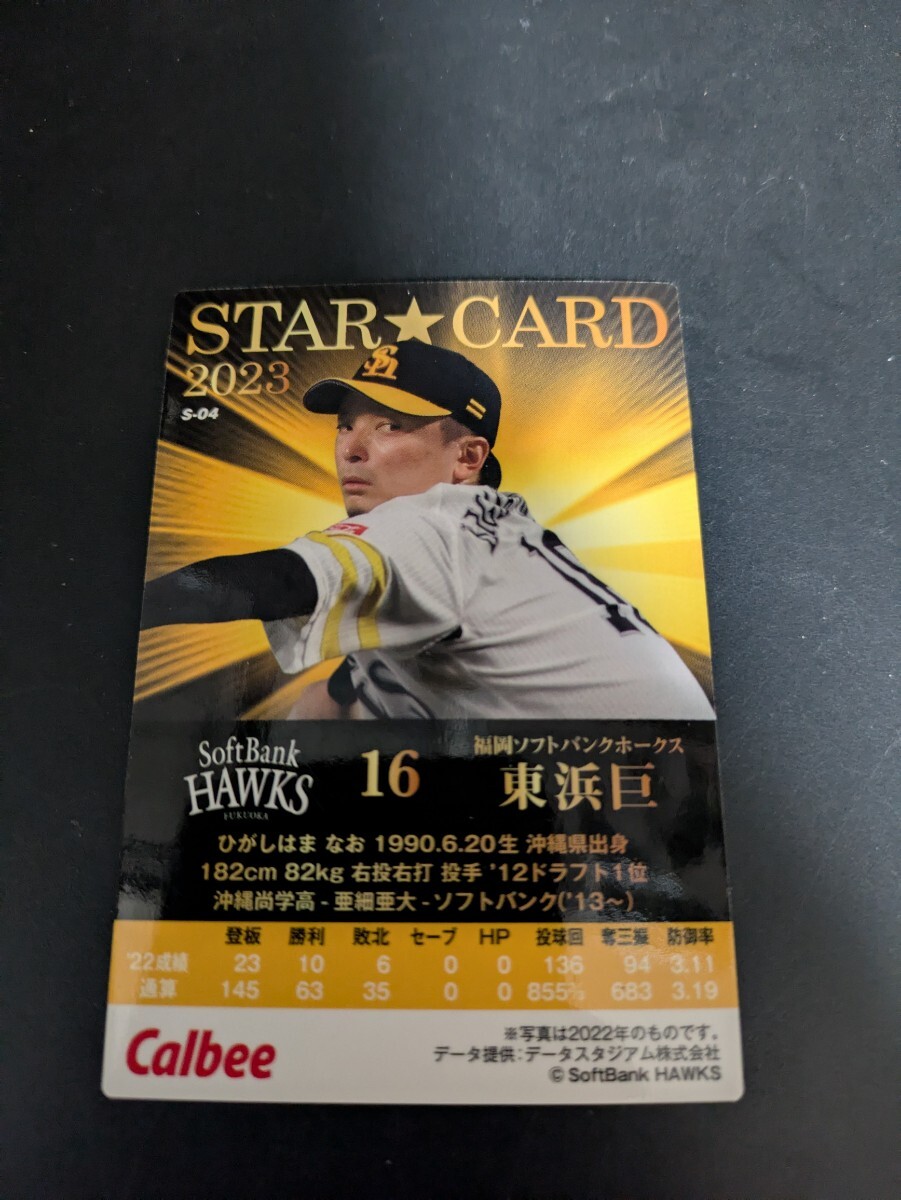 STAR★CARD
2023
S-04
SoftBank
HAWKS
FUKUOKA
16
福岡ソフトバンクホークス
東浜巨
ひがしはま なお 1990.6.20生 沖縄県出身
182cm 82kg 右投右打 投手 '12ドラフト1位
沖縄尚学高-亜細亜大-ソフトバンク('13〜)
登板 勝利 敗北 セーブ HP 投球回 奪三振 防御率
'22成績 23 10 6 0 0 136 94 3.11
通算 145 63 35 0 0 855⅔ 683 3.19
Calbee
※写真は2022年のものです。
データ提供:データスタジアム株式会社
© SoftBank HAWKS